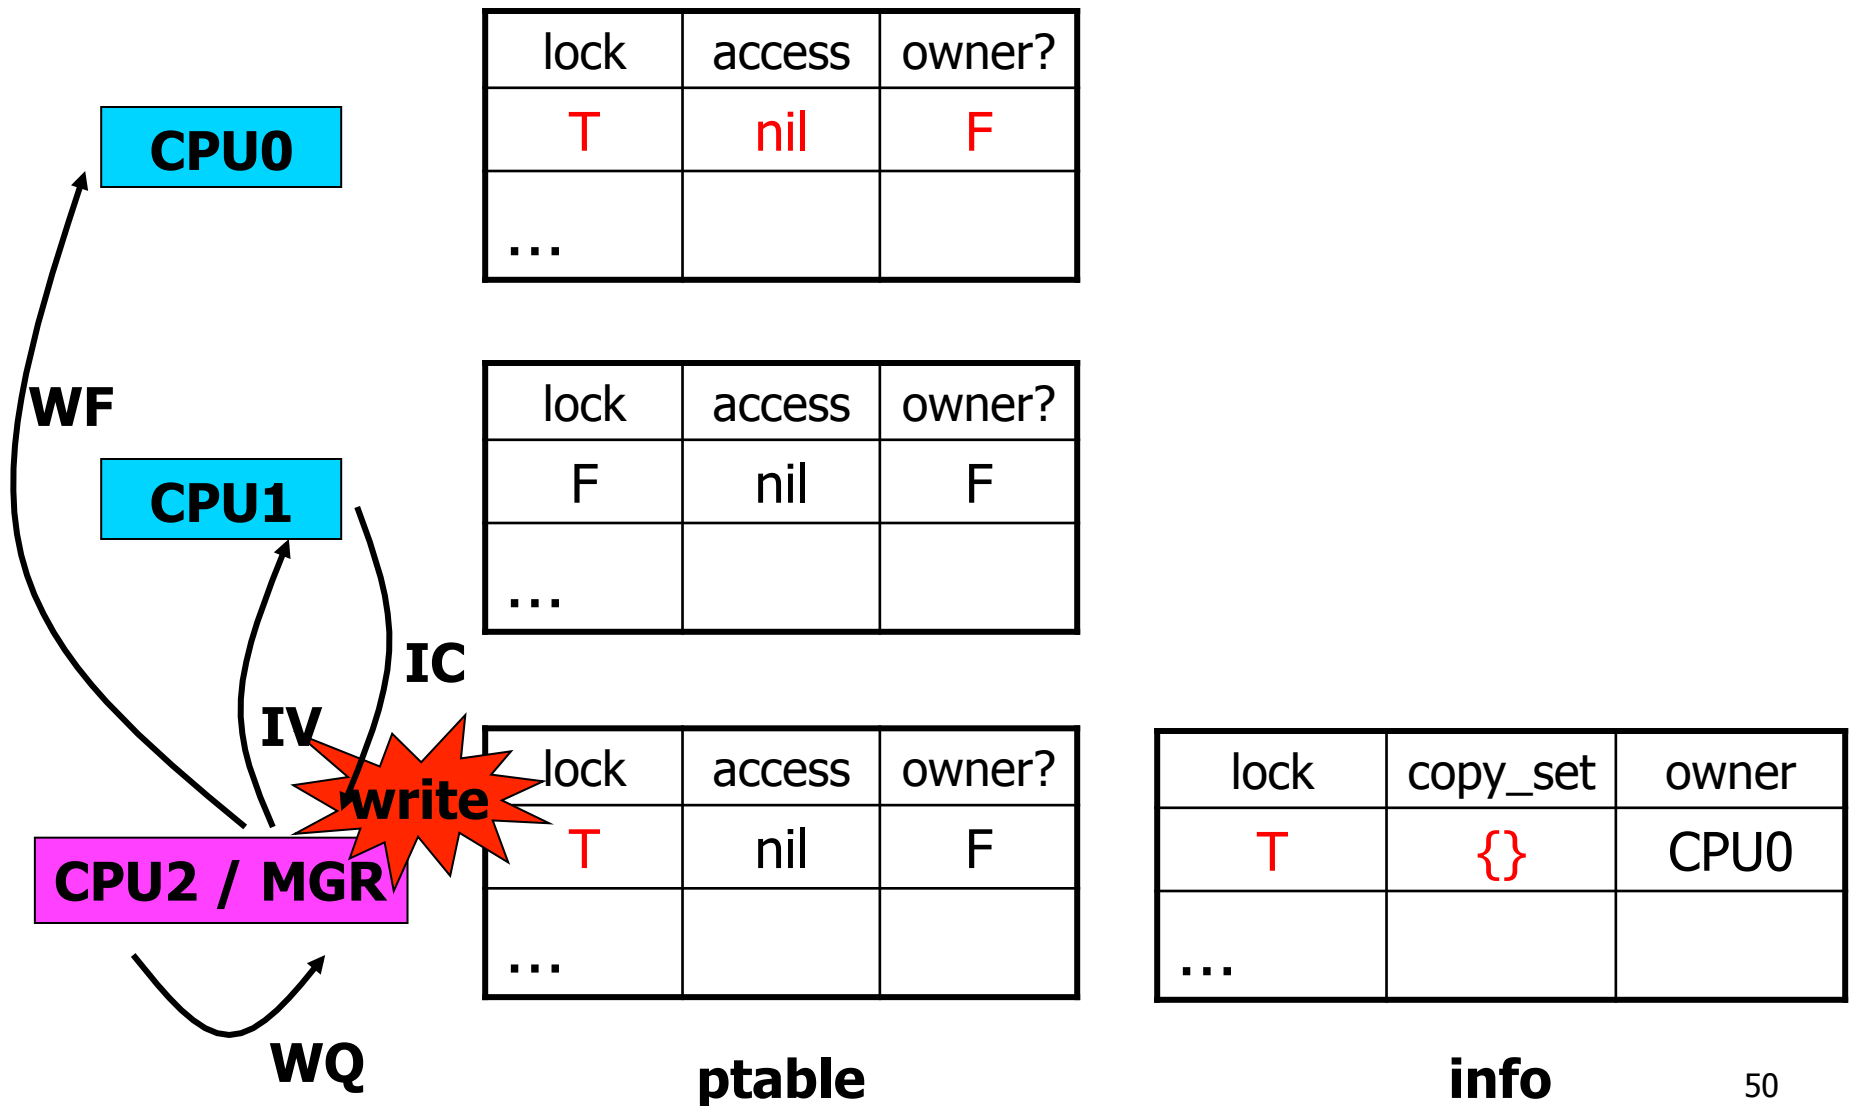 lock access owner?
CPU0
T nil F
...
WF
lock access owner?
CPU1
F nil F
...
IC
IV
write
lock access owner?
T nil F
...
CPU2 / MGR
lock copy_set owner
T {} CPU0
...
WQ
ptable
info
50